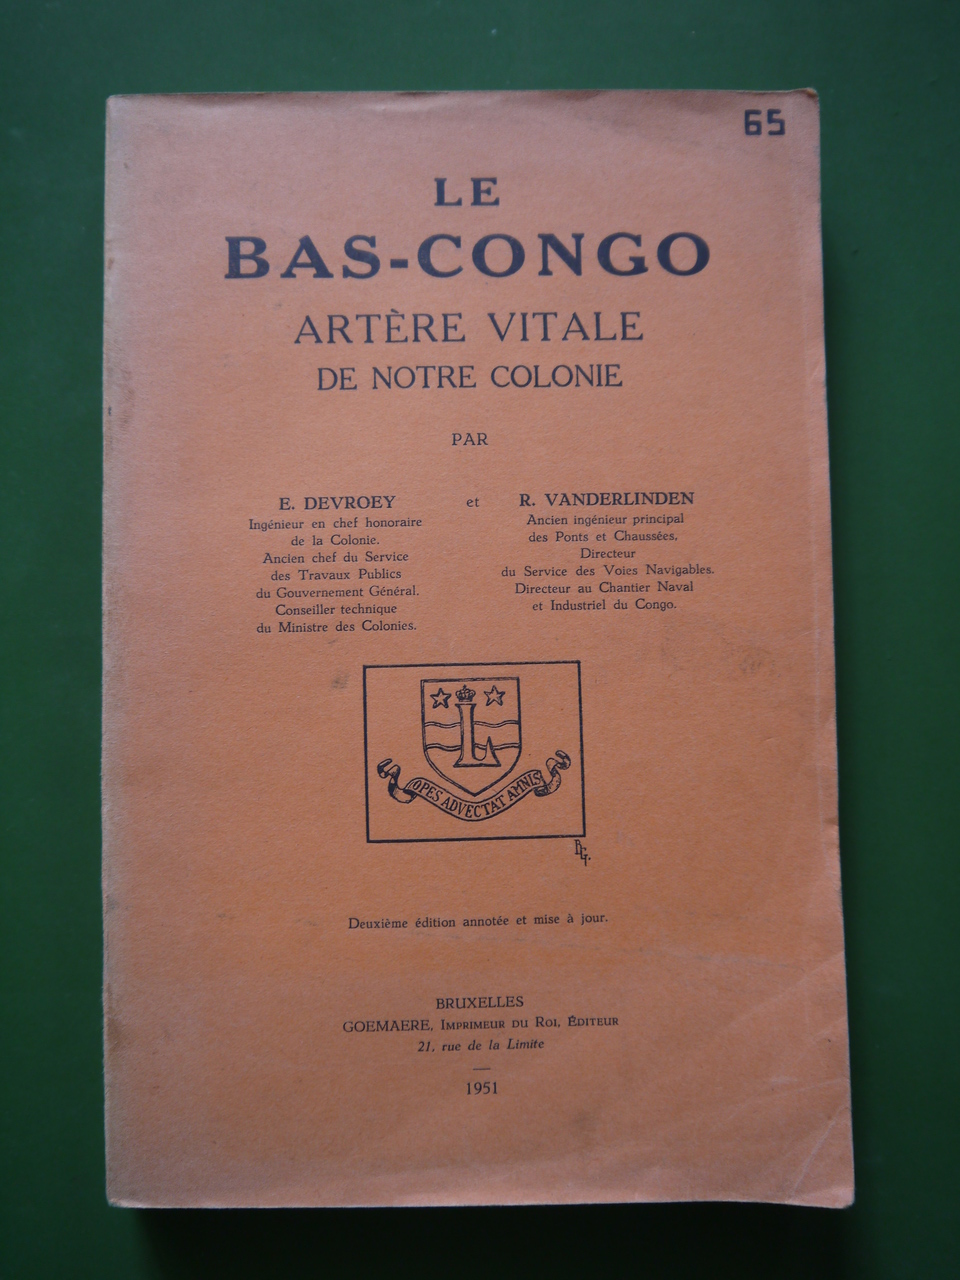 65
LE
BAS-CONGO
ARTÈRE VITALE
DE NOTRE COLONIE
PAR
E. DEVROEY
Ingénieur en chef honoraire
de la Colonie.
Ancien chef du Service
des Travaux Publics
du Gouvernement Général.
Conseiller technique
du Ministre des Colonies.
et
R. VANDERLINDEN
Ancien ingénieur principal
des Ponts et Chaussées,
Directeur
du Service des Voies Navigables.
Directeur au Chantier Naval
et Industriel du Congo.
L
OPES ADVECTAT AMNIS
Deuxième édition annotée et mise à jour.
BRUXELLES
GOEMAERE, IMPRIMEUR DU ROI, ÉDITEUR
21, rue de la Limite
1951